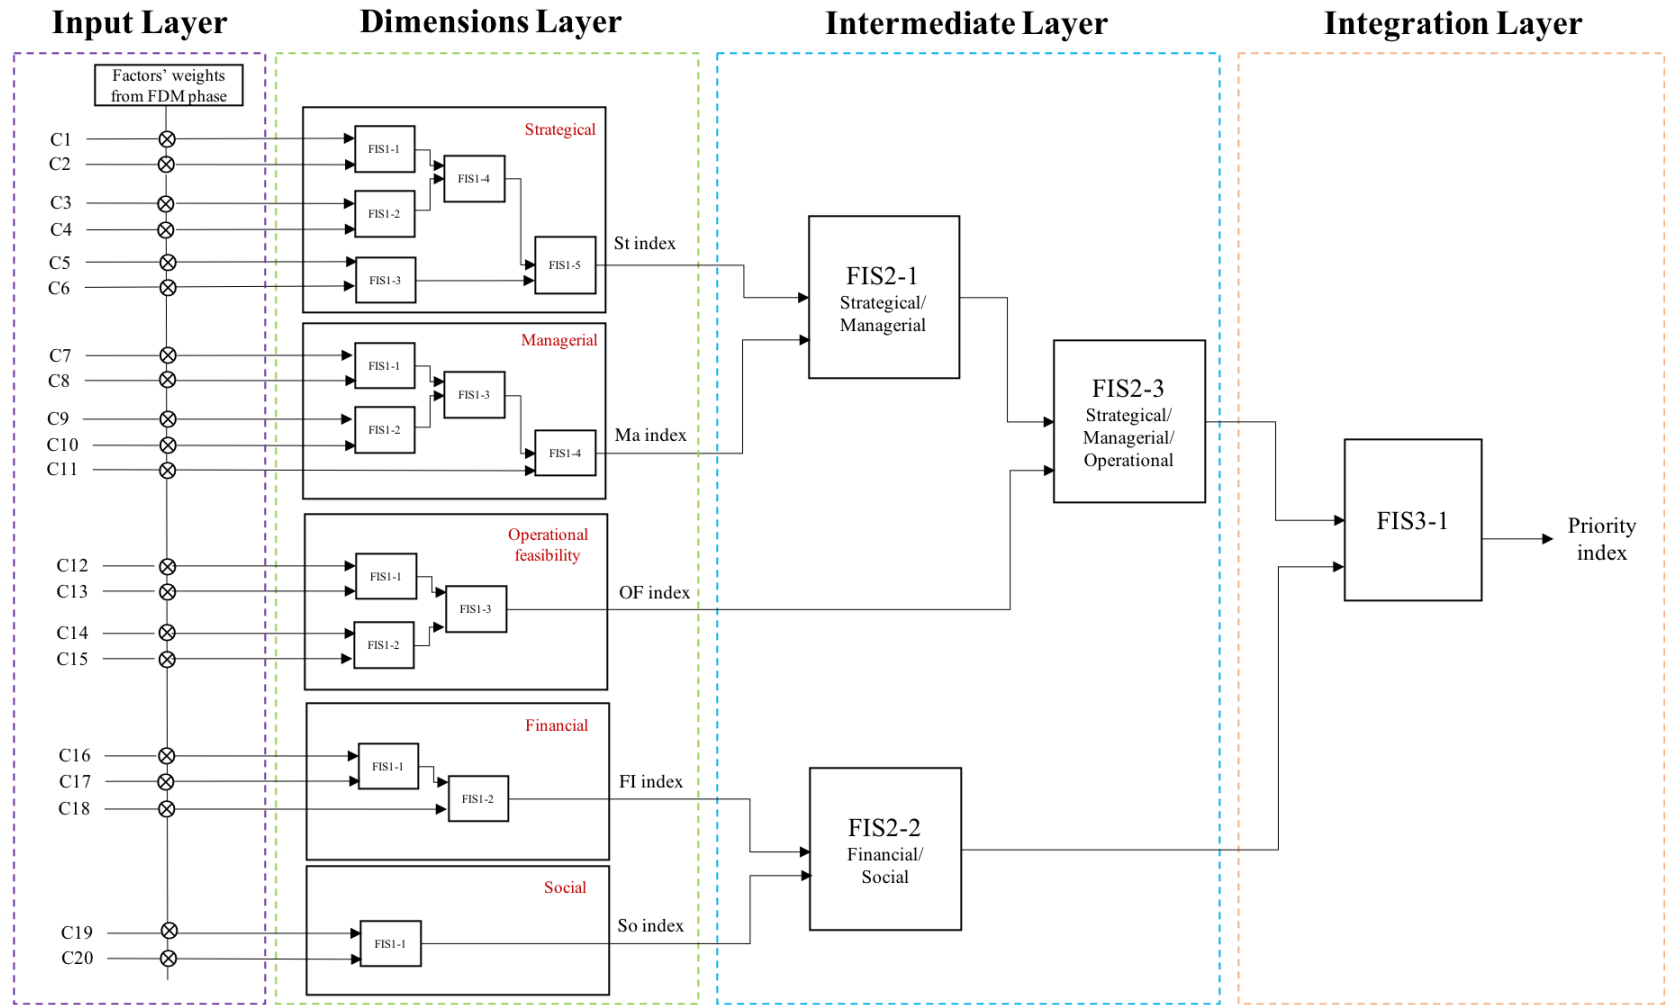 Input Layer
Dimensions Layer
Intermediate Layer
Integration Layer
Factors' weights
from FDM phase
C1
C2
C3
C4
C5
C6
C7
C8
C9
C10
C11
C12
C13
C14
C15
C16
C17
C18
C19
C20
Strategical
FIS1-1
FIS1-2
FIS1-3
FIS1-4
FIS1-5
St index
Managerial
FIS1-1
FIS1-2
FIS1-3
FIS1-4
Ma index
Operational
feasibility
FIS1-1
FIS1-2
FIS1-3
OF index
Financial
FIS1-1
FIS1-2
FI index
Social
FIS1-1
So index
FIS2-1
Strategical/
Managerial
FIS2-3
Strategical/
Managerial/
Operational
FIS2-2
Financial/
Social
FIS3-1
Priority
index